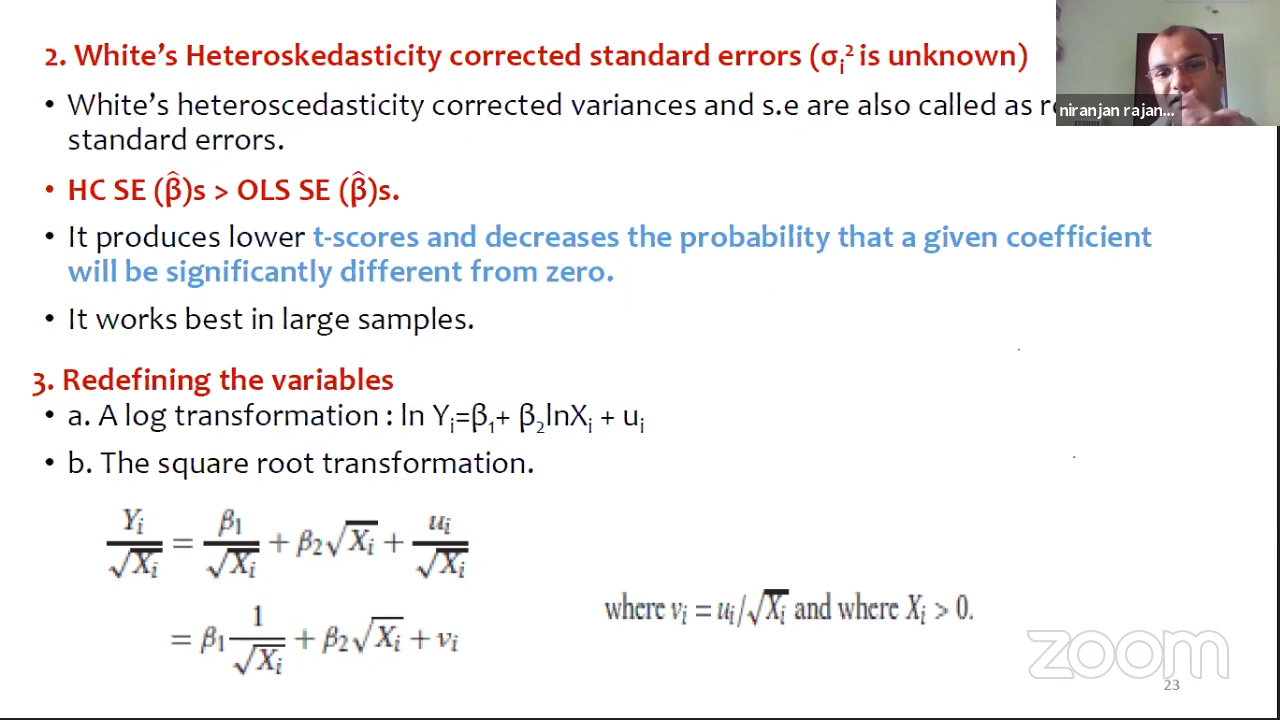 2. White's Heteroskedasticity corrected standard errors (σᵢ² is unknown)
• White's heteroscedasticity corrected variances and s.e are also called as
standard errors.
• HC SE (β̂)s > OLS SE (β̂)s.
• It produces lower t-scores and decreases the probability that a given coefficient
will be significantly different from zero.
• It works best in large samples.
3. Redefining the variables
• a. A log transformation : ln Yᵢ=β₁+ β₂lnXᵢ + uᵢ
• b. The square root transformation.
Yᵢ/√Xᵢ = β₁/√Xᵢ + β₂√Xᵢ + uᵢ/√Xᵢ
= β₁ 1/√Xᵢ + β₂√Xᵢ + vᵢ
where vᵢ = uᵢ/√Xᵢ and where Xᵢ > 0.
niranjan rajan...
zoom
23